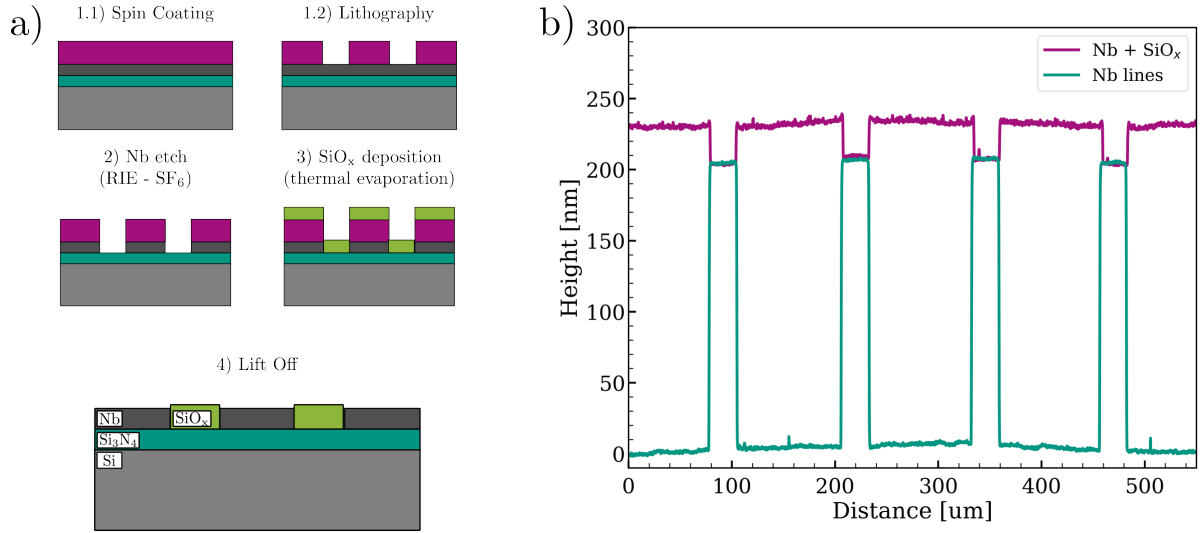 a)
1.1) Spin Coating
1.2) Lithography
2) Nb etch
(RIE - SF₆)
3) SiOₓ deposition
(thermal evaporation)
4) Lift Off
Nb
SiOₓ
Si₃N₄
Si
b)
300
250
200
150
100
50
0
Height [nm]
Nb + SiOₓ
Nb lines
0 100 200 300 400 500
Distance [um]